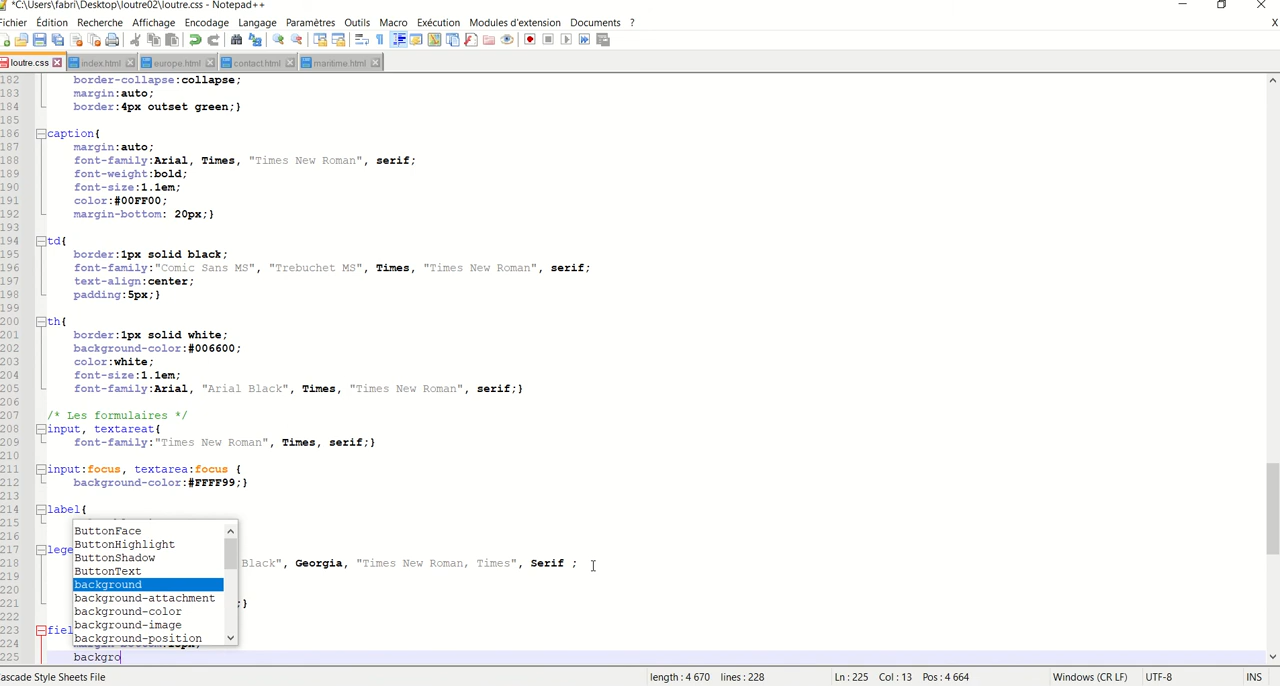 *C:\Users\fabri\Desktop\loutre02\loutre.css - Notepad++
ichier Édition Recherche Affichage Encodage Langage Paramètres Outils Macro Exécution Modules d'extension Documents ? X
loutre.css index.html europe.html contact.html maritime.html
182 border-collapse:collapse;
183 margin:auto;
184 border:4px outset green;}
185
186 caption{
187 margin:auto;
188 font-family:Arial, Times, "Times New Roman", serif;
189 font-weight:bold;
190 font-size:1.1em;
191 color:#00FF00;
192 margin-bottom: 20px;}
193
194 td{
195 border:1px solid black;
196 font-family:"Comic Sans MS", "Trebuchet MS", Times, "Times New Roman", serif;
197 text-align:center;
198 padding:5px;}
199
200 th{
201 border:1px solid white;
202 background-color:#006600;
203 color:white;
204 font-size:1.1em;
205 font-family:Arial, "Arial Black", Times, "Times New Roman", serif;}
206
207 /* Les formulaires */
208 input, textareat{
209 font-family:"Times New Roman", Times, serif;}
210
211 input:focus, textarea:focus {
212 background-color:#FFFF99;}
213
214 label{
215
216 ButtonFace
ButtonHighlight
217 lege
ButtonShadow
218 Black", Georgia, "Times New Roman, Times", Serif ;
219 ButtonText
220 background
background-attachment
221 ;}
222 background-color
background-image
223 fiel
224 background-position
225 backgro
ascade Style Sheets File length : 4 670 lines : 228 Ln : 225 Col : 13 Pos : 4 664 Windows (CR LF) UTF-8 INS